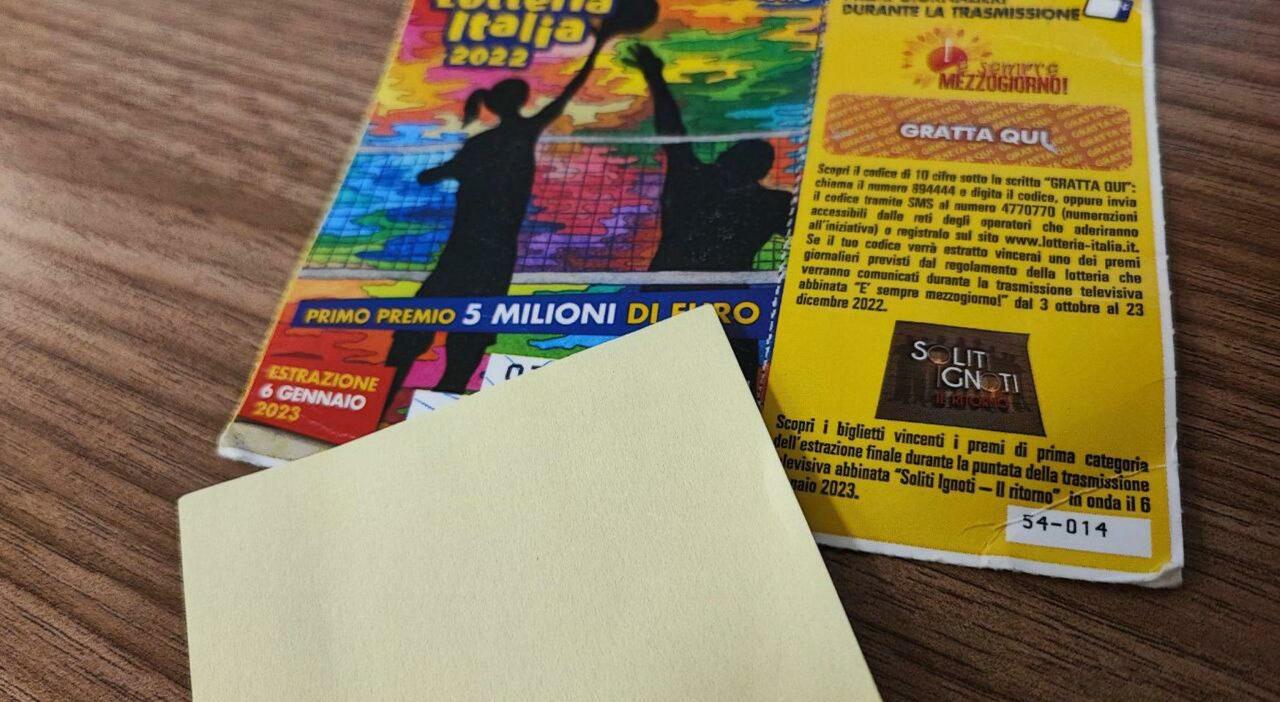 Lotteria
Italia
2022
PRIMO PREMIO 5 MILIONI DI EURO
ESTRAZIONE
6 GENNAIO
2023
DURANTE LA TRASMISSIONE
È sempre
MEZZOGIORNO!
GRATTA QUI
Scopri il codice di 10 cifre sotto la scritta "GRATTA QUI":
chiama il numero 894444 e digita il codice, oppure invia
il codice tramite SMS al numero 4770770 (numerazioni
accessibili dalle reti degli operatori che aderiranno
all'iniziativa) o registralo sul sito www.lotteria-italia.it.
Se il tuo codice verrà estratto vincerai uno dei premi
giornalieri previsti dal regolamento della lotteria che
verranno comunicati durante la trasmissione televisiva
abbinata "E' sempre mezzogiorno!" dal 3 ottobre al 23
dicembre 2022.
SOLITI
IGNOTI
IL RITORNO
Scopri i biglietti vincenti i premi di prima categoria
dell'estrazione finale durante la puntata della trasmissione
levisiva abbinata "Soliti Ignoti – Il ritorno" in onda il 6
naio 2023.
54-014